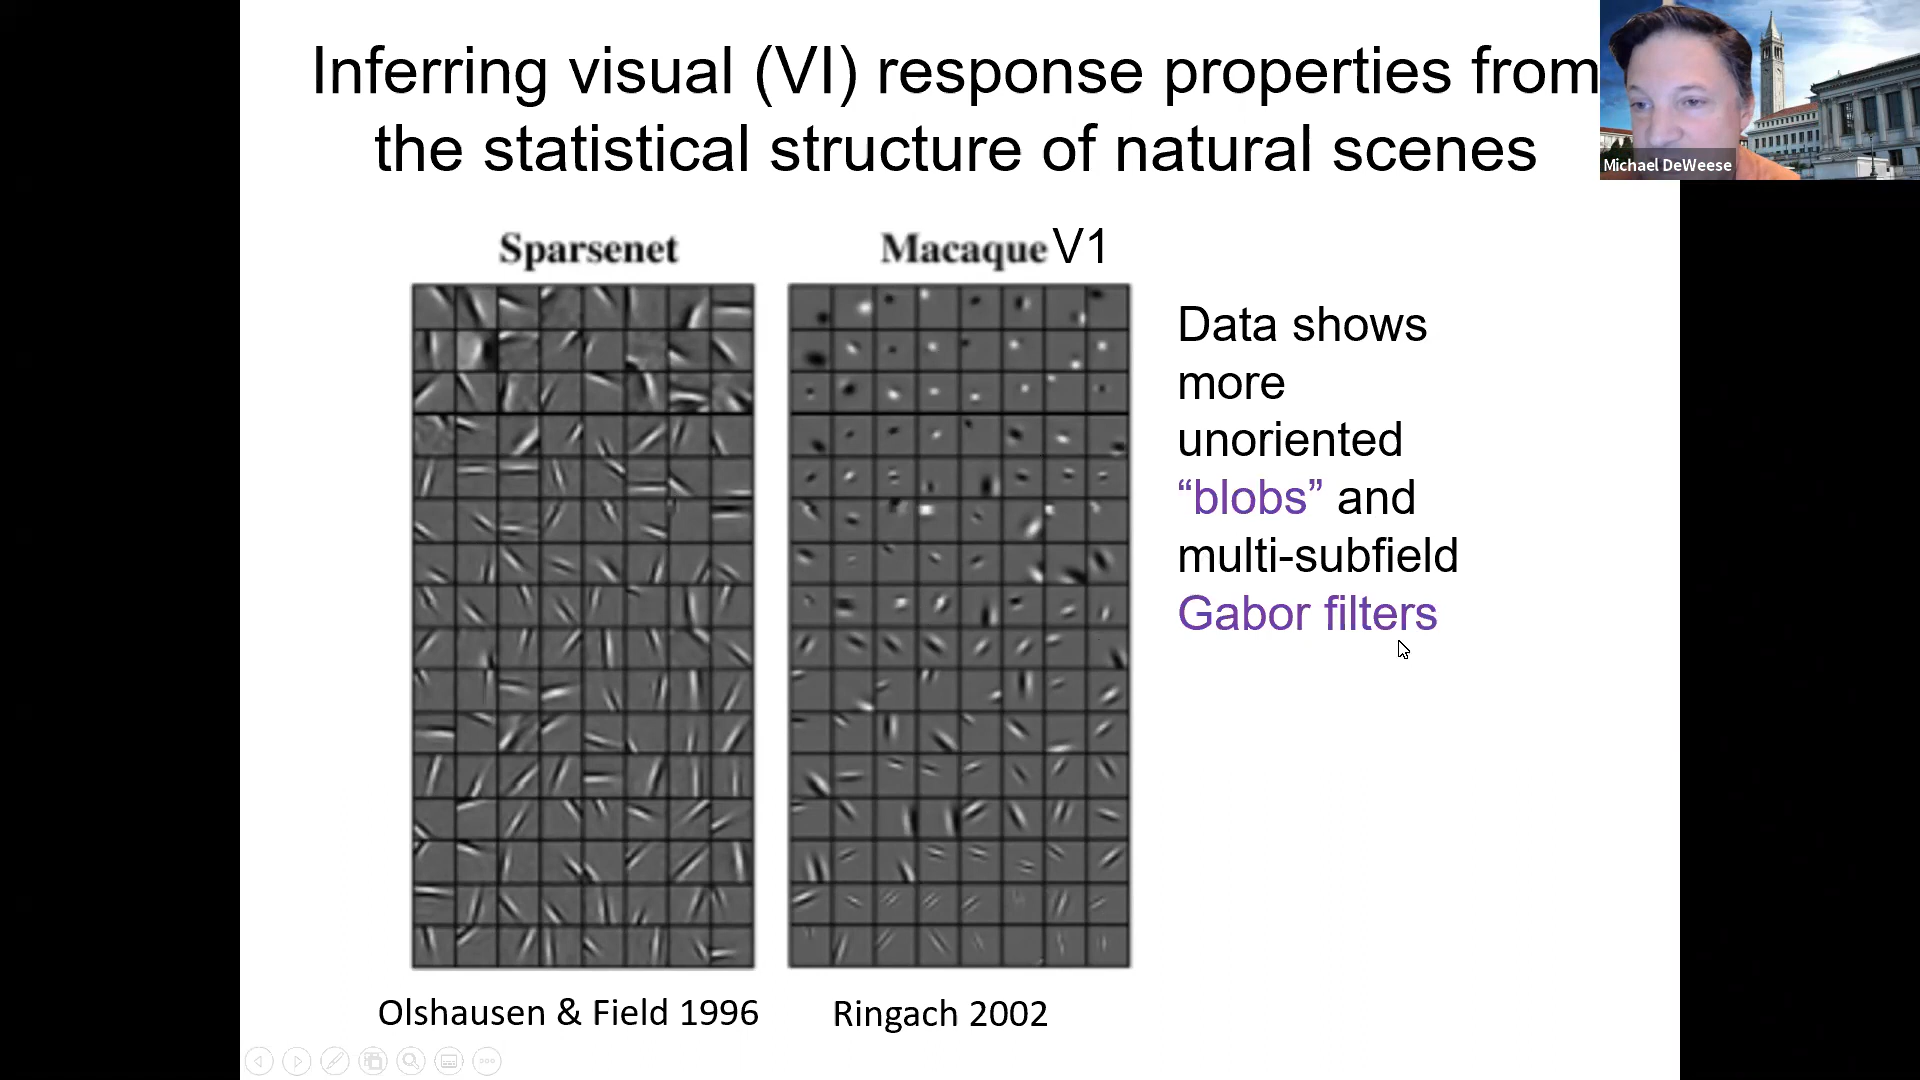 Inferring visual (VI) response properties from
the statistical structure of natural scenes
Michael DeWeese
Sparsenet
Macaque V1
Data shows
more
unoriented
“blobs” and
multi-subfield
Gabor filters
Olshausen & Field 1996
Ringach 2002